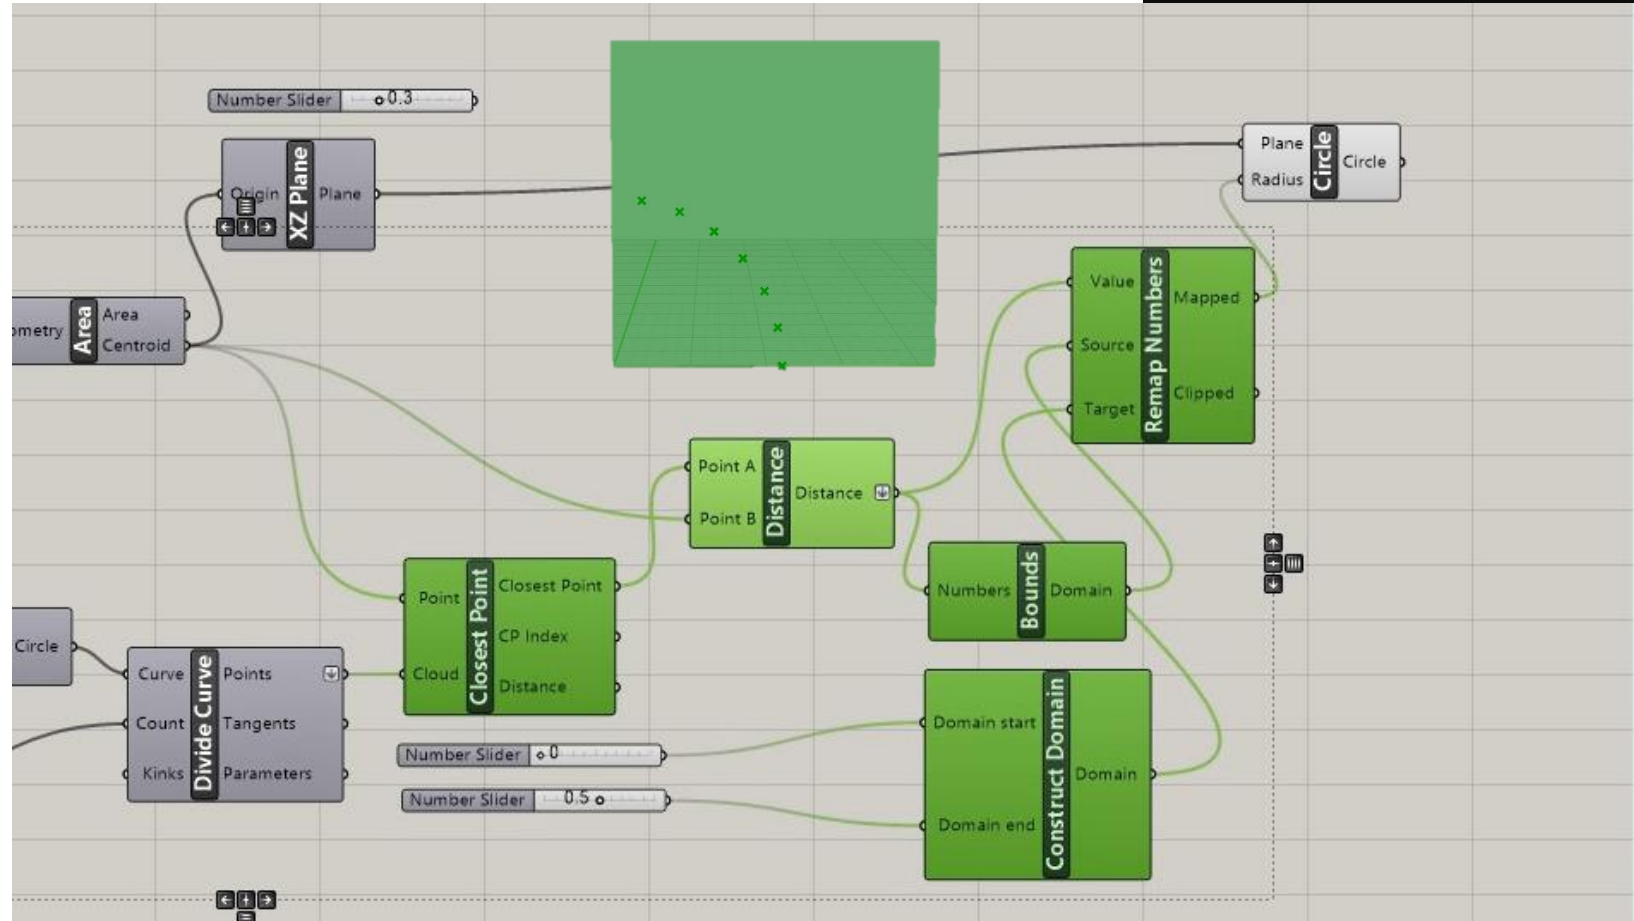 Number Slider 0.3
Origin XZ Plane Plane
Plane Circle Circle
Radius
ometry Area Area
Centroid
Value Remap Numbers Mapped
Source
Target Clipped
Point A Distance Distance
Point B
Point Closest Point Closest Point
CP Index
Cloud Distance
Numbers Bounds Domain
Circle
Curve Divide Curve Points
Count Tangents
Kinks Parameters
Number Slider 0
Number Slider 0.5
Domain start Construct Domain Domain
Domain end